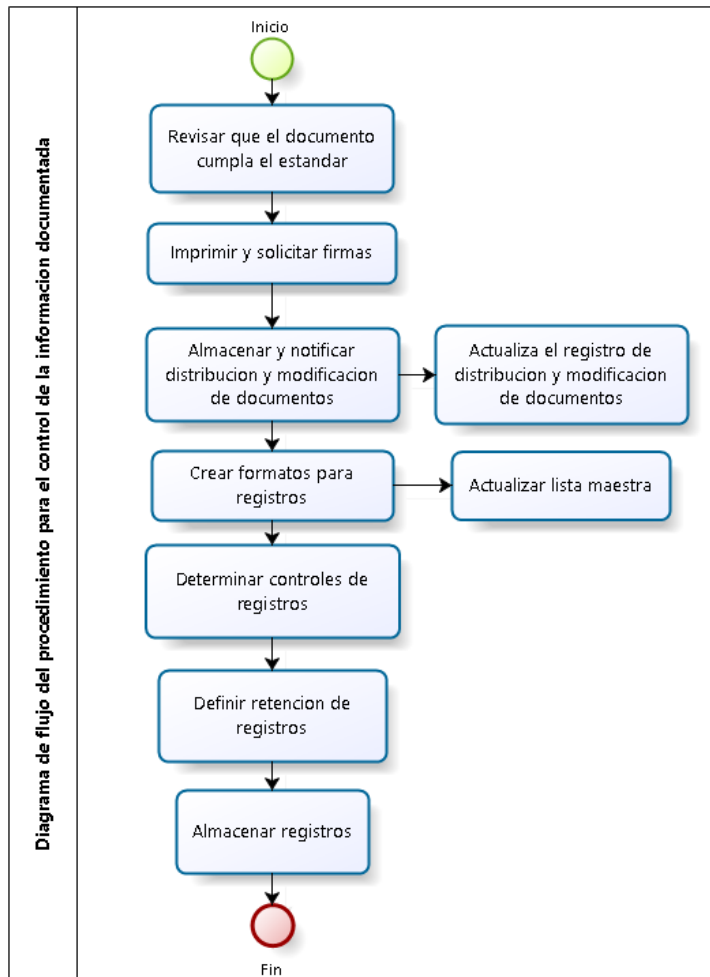 Diagrama de flujo del procedimiento para el control de la informacion documentada
Inicio
Revisar que el documento
cumpla el estandar
Imprimir y solicitar firmas
Almacenar y notificar
distribucion y modificacion
de documentos
Actualiza el registro de
distribucion y modificacion
de documentos
Crear formatos para
registros
Actualizar lista maestra
Determinar controles de
registros
Definir retencion de
registros
Almacenar registros
Fin